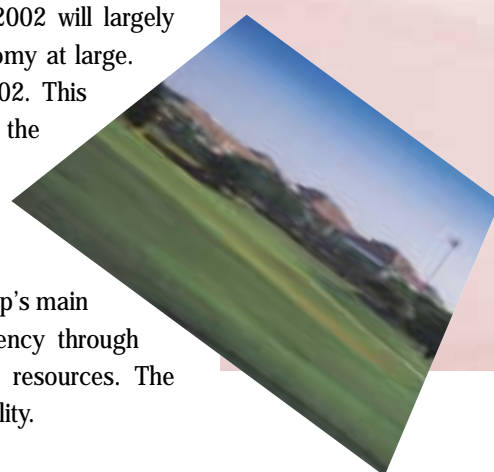 2002 will largely
omy at large.
02. This
the
p's main
ency through
resources. The
lity.